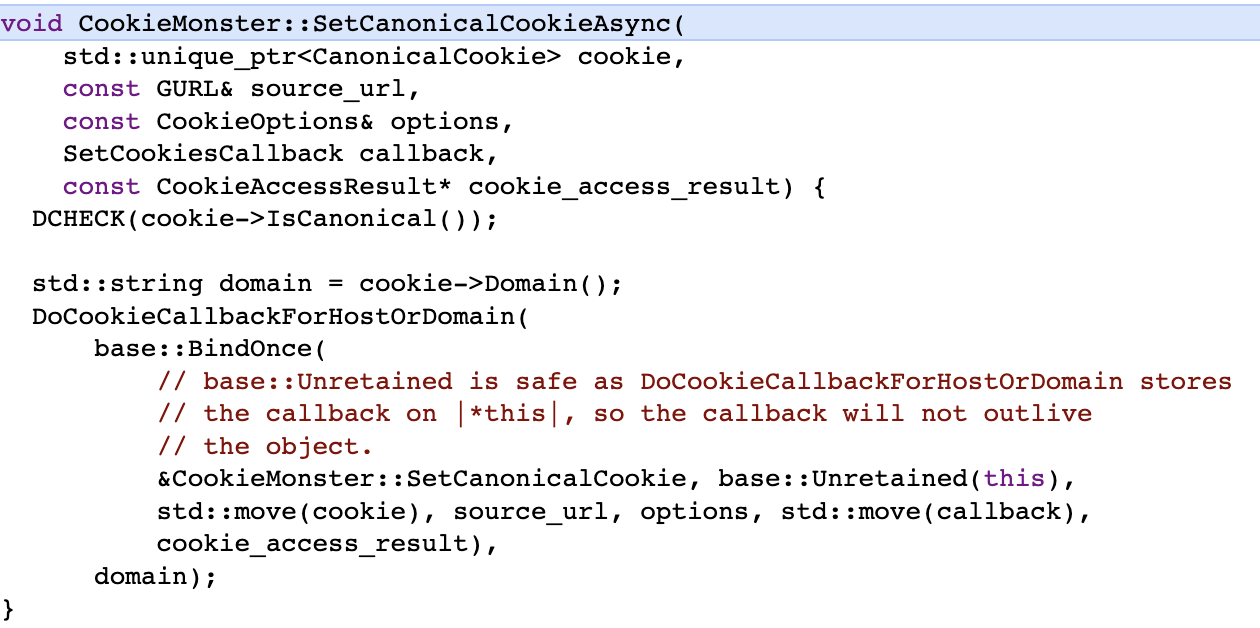 void CookieMonster::SetCanonicalCookieAsync(
    std::unique_ptr<CanonicalCookie> cookie,
    const GURL& source_url,
    const CookieOptions& options,
    SetCookiesCallback callback,
    const CookieAccessResult* cookie_access_result) {
  DCHECK(cookie->IsCanonical());

  std::string domain = cookie->Domain();
  DoCookieCallbackForHostOrDomain(
      base::BindOnce(
          // base::Unretained is safe as DoCookieCallbackForHostOrDomain stores
          // the callback on |*this|, so the callback will not outlive
          // the object.
          &CookieMonster::SetCanonicalCookie, base::Unretained(this),
          std::move(cookie), source_url, options, std::move(callback),
          cookie_access_result),
      domain);
}